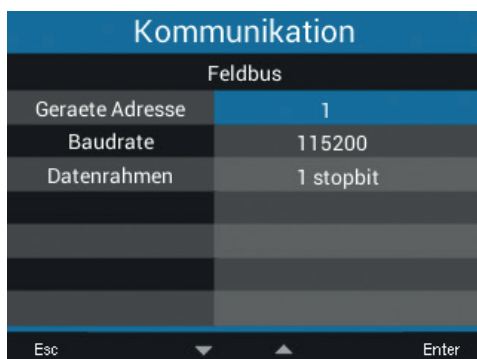 Kommunikation
Feldbus
Geraete Adresse 1
Baudrate 115200
Datenrahmen 1 stopbit
Esc Enter